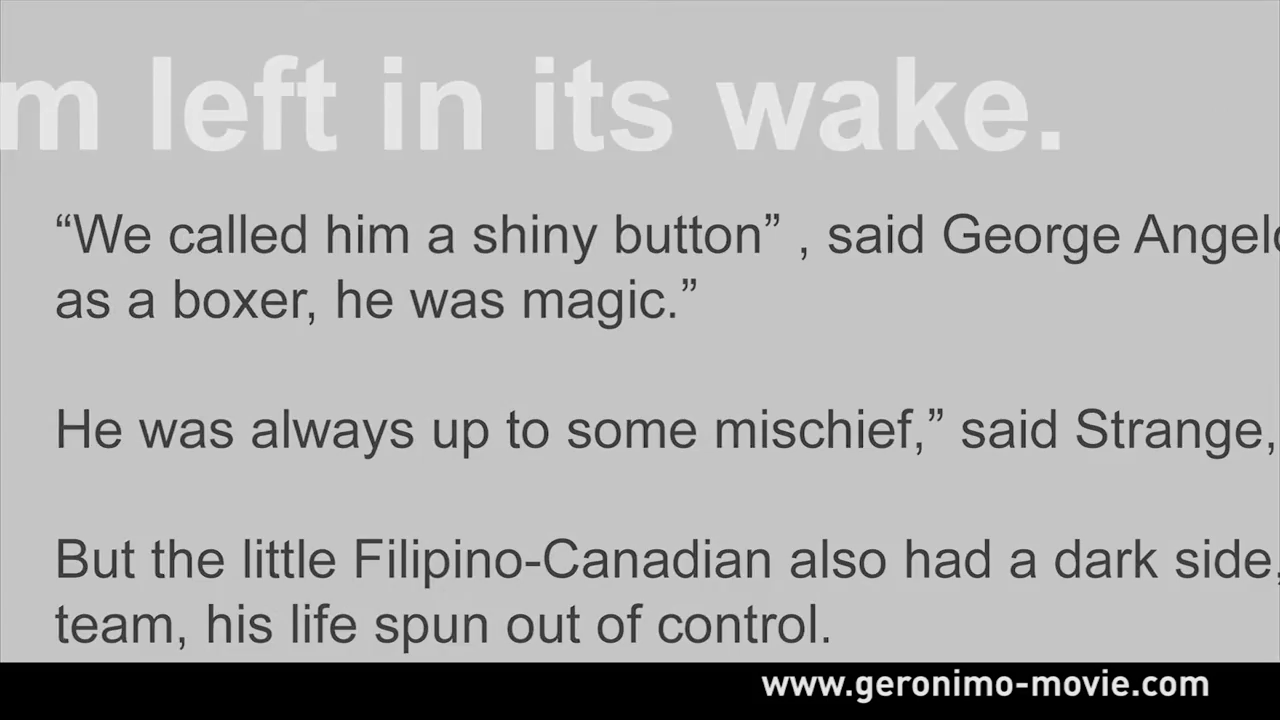 m left in its wake.
“We called him a shiny button” , said George Angelo
as a boxer, he was magic.”
He was always up to some mischief,” said Strange,
But the little Filipino-Canadian also had a dark side,
team, his life spun out of control.
www.geronimo-movie.com